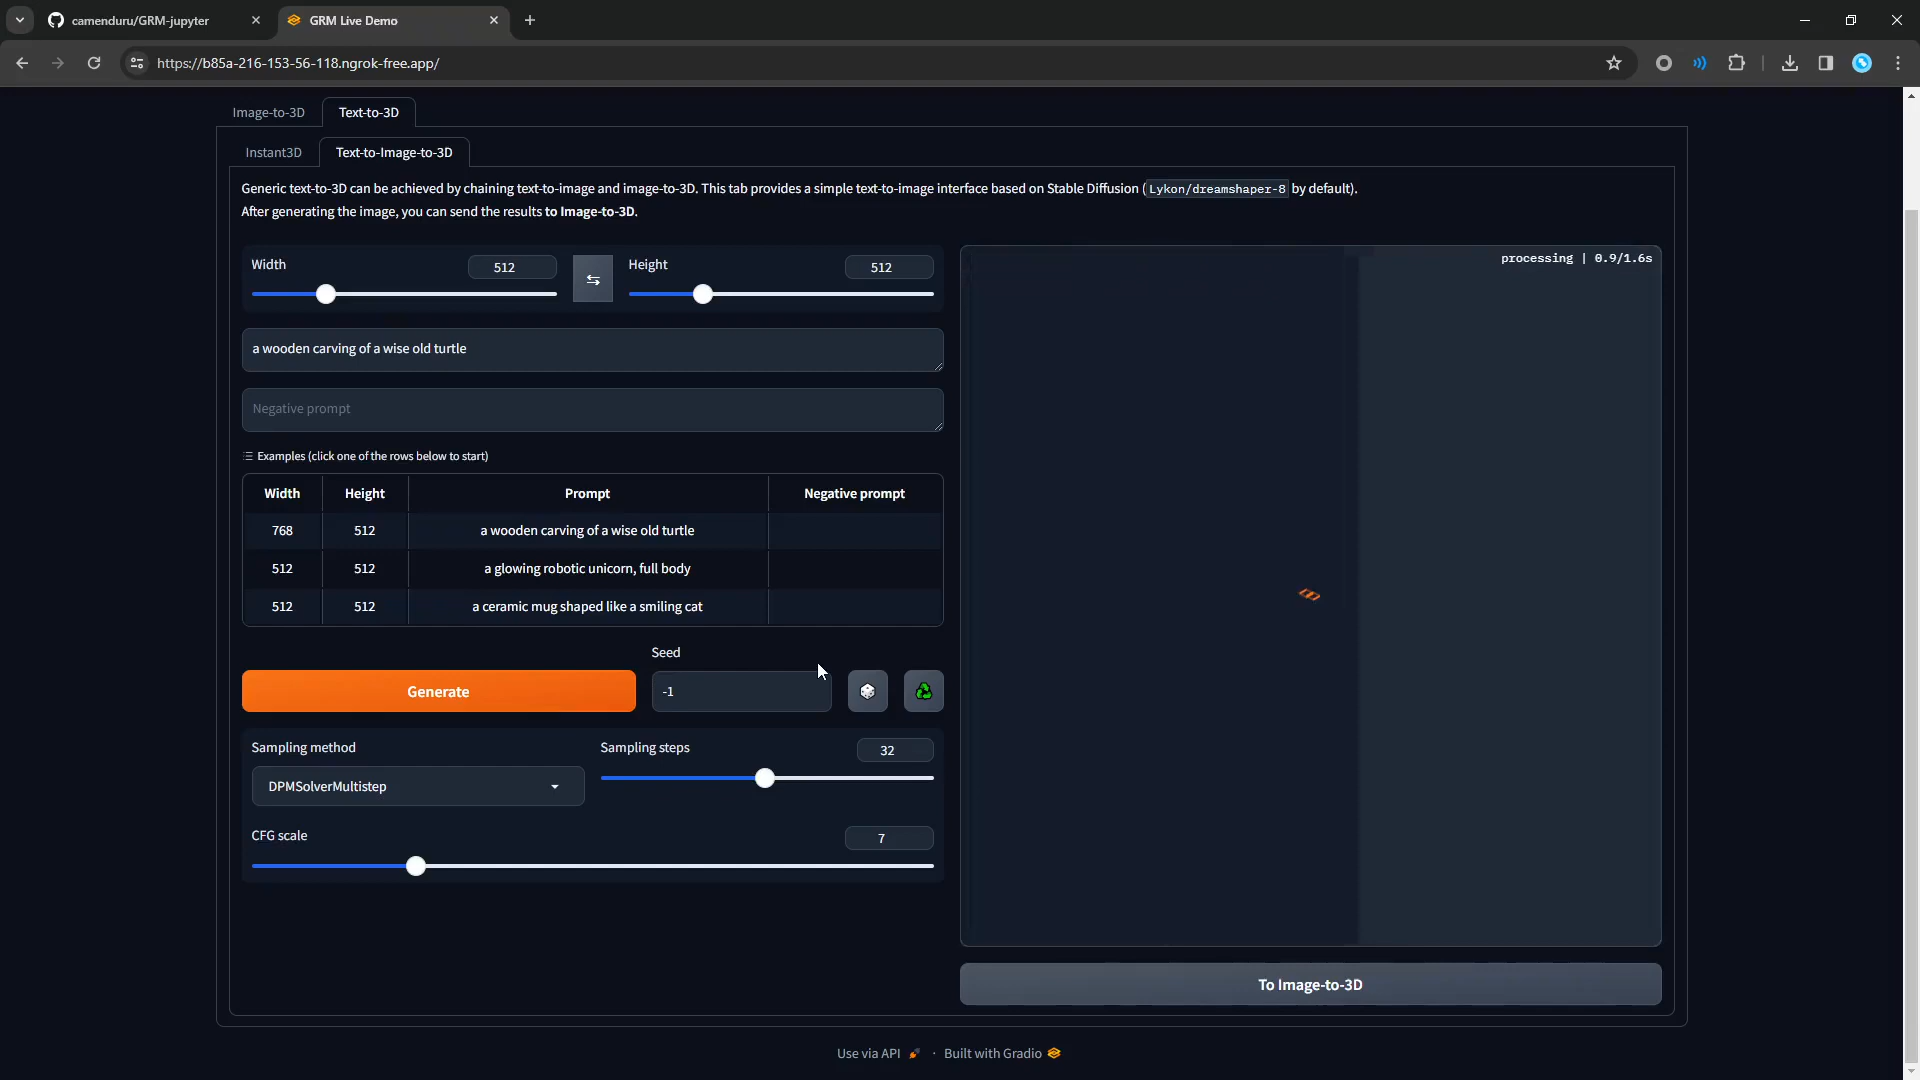 camenduru/GRM-jupyter
GRM Live Demo
https://b85a-216-153-56-118.ngrok-free.app/
Image-to-3D
Text-to-3D
Instant3D
Text-to-Image-to-3D
Generic text-to-3D can be achieved by chaining text-to-image and image-to-3D. This tab provides a simple text-to-image interface based on Stable Diffusion ( Lykon/dreamshaper-8 by default).
After generating the image, you can send the results to Image-to-3D.
Width
512
Height
512
processing | 0.9/1.6s
a wooden carving of a wise old turtle
Negative prompt
Examples (click one of the rows below to start)
Width Height Prompt Negative prompt
768 512 a wooden carving of a wise old turtle
512 512 a glowing robotic unicorn, full body
512 512 a ceramic mug shaped like a smiling cat
Seed
Generate
-1
Sampling method
DPMSolverMultistep
Sampling steps
32
CFG scale
7
To Image-to-3D
Use via API · Built with Gradio